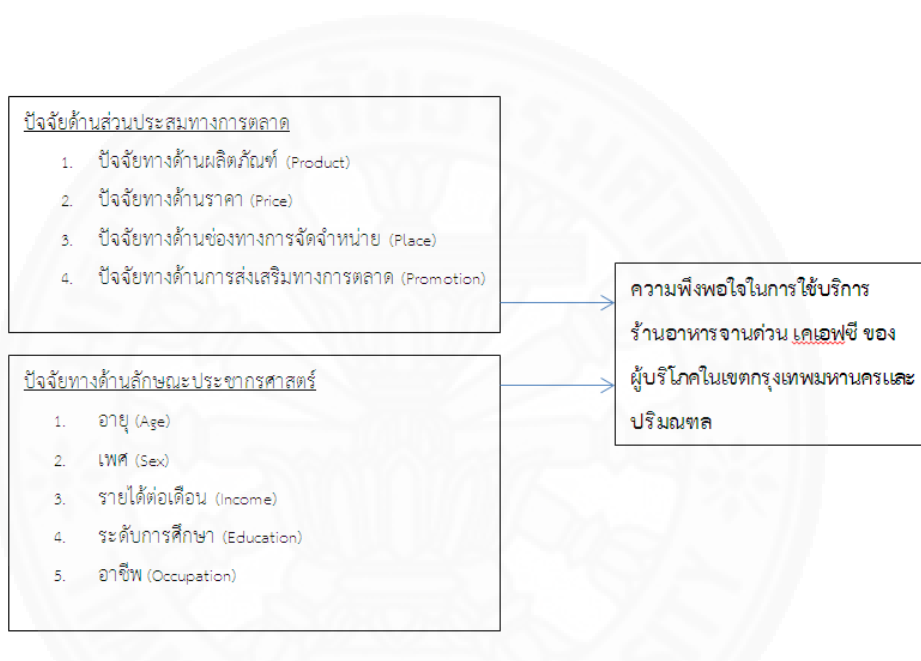 ปัจจัยด้านส่วนประสมทางการตลาด
1. ปัจจัยทางด้านผลิตภัณฑ์ (Product)
2. ปัจจัยทางด้านราคา (Price)
3. ปัจจัยทางด้านช่องทางการจัดจำหน่าย (Place)
4. ปัจจัยทางด้านการส่งเสริมทางการตลาด (Promotion)
ความพึงพอใจในการใช้บริการ
ร้านอาหารจานด่วน เคเอฟซี ของ
ผู้บริโภคในเขตกรุงเทพมหานครและ
ปริมณฑล
ปัจจัยทางด้านลักษณะประชากรศาสตร์
1. อายุ (Age)
2. เพศ (Sex)
3. รายได้ต่อเดือน (Income)
4. ระดับการศึกษา (Education)
5. อาชีพ (Occupation)